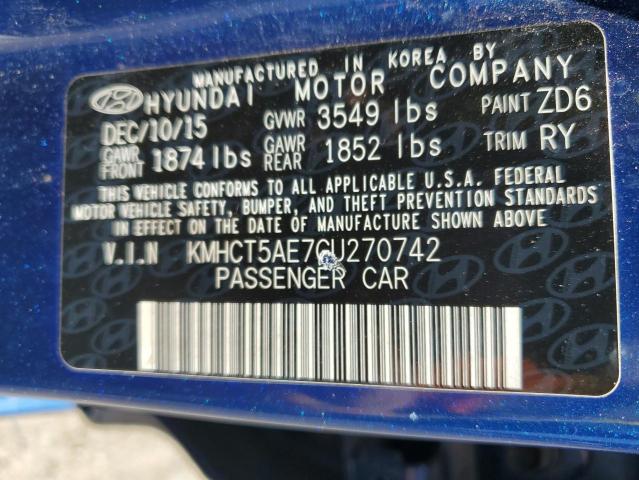 MANUFACTURED IN KOREA BY
HYUNDAI MOTOR COMPANY
DEC/10/15 GVWR 3549 lbs PAINT ZD6
GAWR FRONT 1874 lbs GAWR REAR 1852 lbs TRIM RY
THIS VEHICLE CONFORMS TO ALL APPLICABLE U.S.A. FEDERAL
MOTOR VEHICLE SAFETY, BUMPER, AND THEFT PREVENTION STANDARDS
IN EFFECT ON THE DATE OF MANUFACTURE SHOWN ABOVE.
V.I.N KMHCT5AE7GU270742
PASSENGER CAR